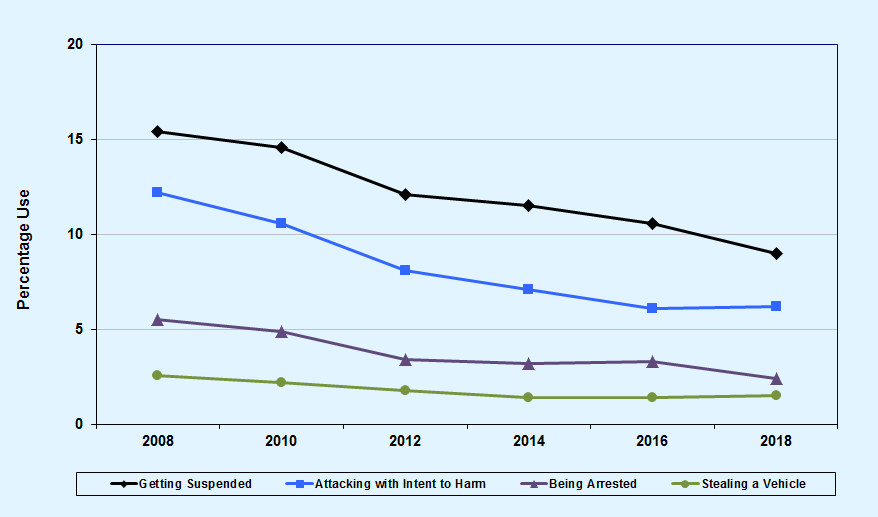 20
15
10
5
0
Percentage Use
2008 2010 2012 2014 2016 2018
Getting Suspended Attacking with Intent to Harm Being Arrested Stealing a Vehicle